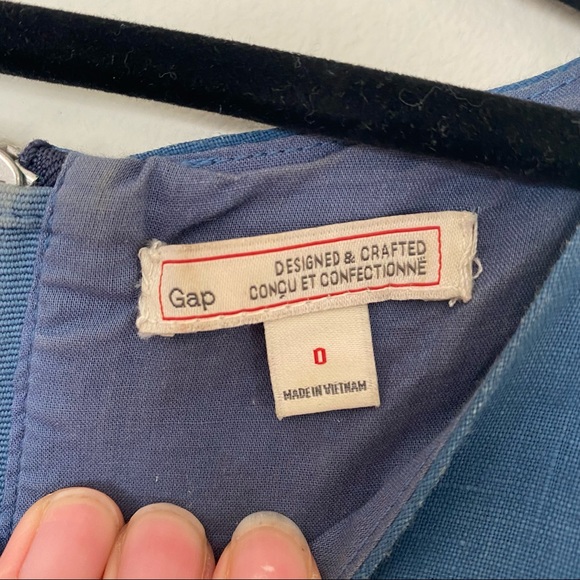 Gap
DESIGNED & CRAFTED
CONÇU ET CONFECTIONNÉ
0
MADE IN VIETNAM